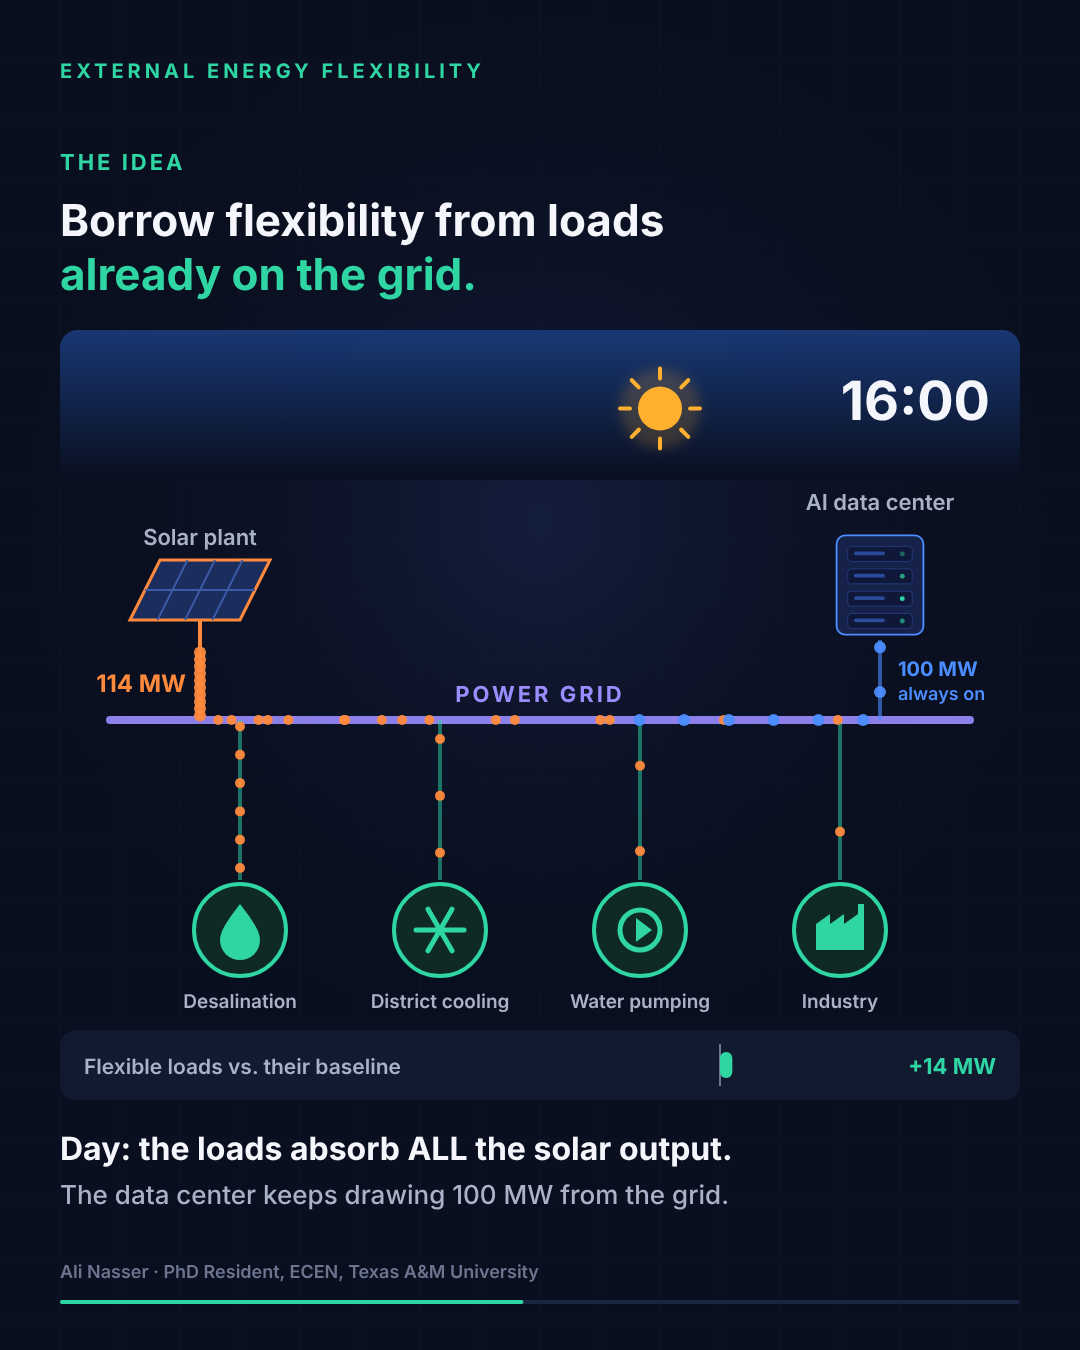 EXTERNAL ENERGY FLEXIBILITY
THE IDEA
Borrow flexibility from loads
already on the grid.
16:00
AI data center
Solar plant
114 MW
100 MW
always on
POWER GRID
Desalination
District cooling
Water pumping
Industry
Flexible loads vs. their baseline
+14 MW
Day: the loads absorb ALL the solar output.
The data center keeps drawing 100 MW from the grid.
Ali Nasser · PhD Resident, ECEN, Texas A&M University